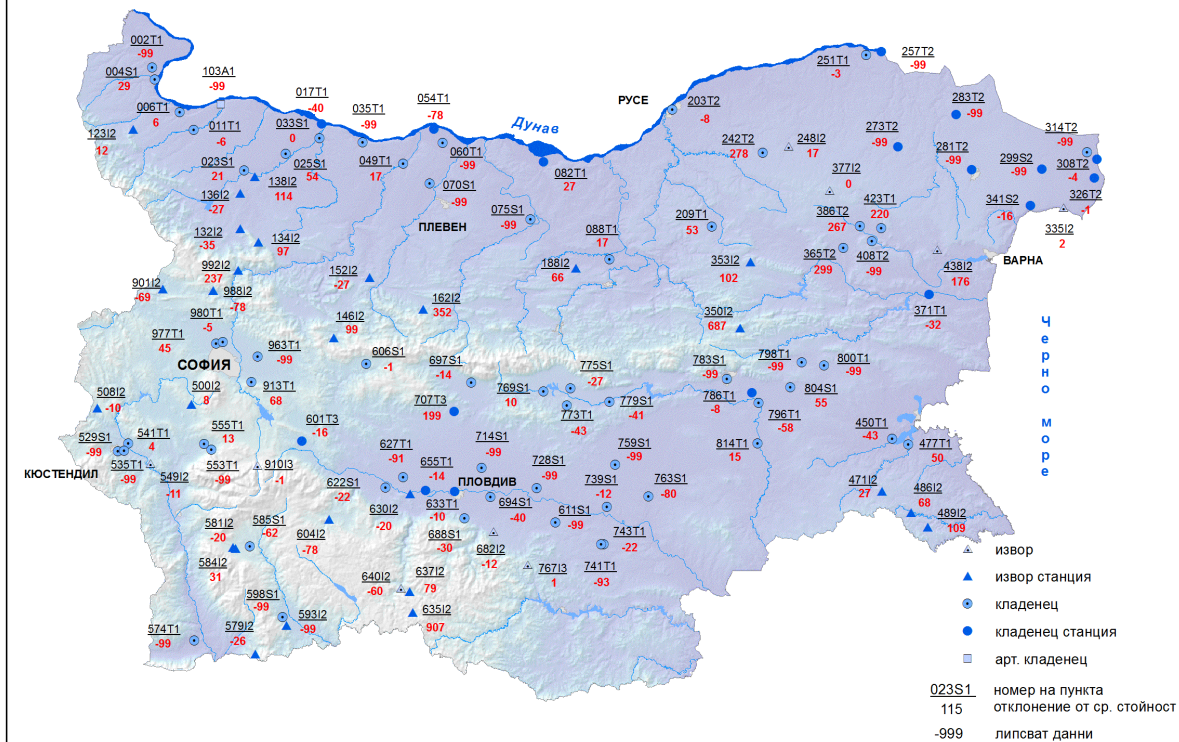 002T1
-99
004S1
29
103A1
-99
017T1
-40
035T1
-99
054T1
-78
Дунав
РУСЕ
251T1
-3
257T2
-99
203T2
-8
283T2
-99
006T1
6
011T1
-6
033S1
0
123I2
12
023S1
21
025S1
54
049T1
17
060T1
-99
082T1
27
242T2
278
248I2
17
273T2
-99
314T2
-99
281T2
-99
299S2
-99
308T2
-4
138I2
114
136I2
-27
070S1
-99
377I2
0
326T2
-1
341S2
-16
335I2
2
ПЛЕВЕН
075S1
-99
209T1
53
423T1
220
386T2
267
132I2
-35
134I2
97
088T1
17
365T2
299
408T2
-99
ВАРНА
992I2
237
152I2
-27
188I2
66
353I2
102
438I2
176
901I2
-69
988I2
-78
162I2
352
371T1
-32
980T1
-5
146I2
99
350I2
687
977T1
45
СОФИЯ
963T1
-99
606S1
-1
697S1
-14
775S1
-27
783S1
-99
798T1
-99
800T1
-99
Черно море
508I2
-10
500I2
8
913T1
68
707T3
199
769S1
10
773T1
-43
779S1
-41
786T1
-8
804S1
55
796T1
-58
601T3
-16
529S1
-99
541T1
4
555T1
13
450T1
-43
477T1
50
КЮСТЕНДИЛ
535T1
-99
549I2
-11
553T1
-99
910I3
-1
627T1
-91
655T1
-14
714S1
-99
759S1
-99
814T1
15
ПЛОВДИВ
728S1
-99
739S1
-12
763S1
-80
622S1
-22
630I2
-20
633T1
-10
694S1
-40
611S1
-99
471I2
27
486I2
68
489I2
109
581I2
-20
585S1
-62
604I2
-78
688S1
-30
682I2
-12
743T1
-22
584I2
31
640I2
-60
637I2
79
767I3
1
741T1
-93
598S1
-99
593I2
-99
635I2
907
574T1
-99
579I2
-26
извор
извор станция
кладенец
кладенец станция
арт. кладенец
023S1 номер на пункта
115 отклонение от ср. стойност
-999 липсват данни